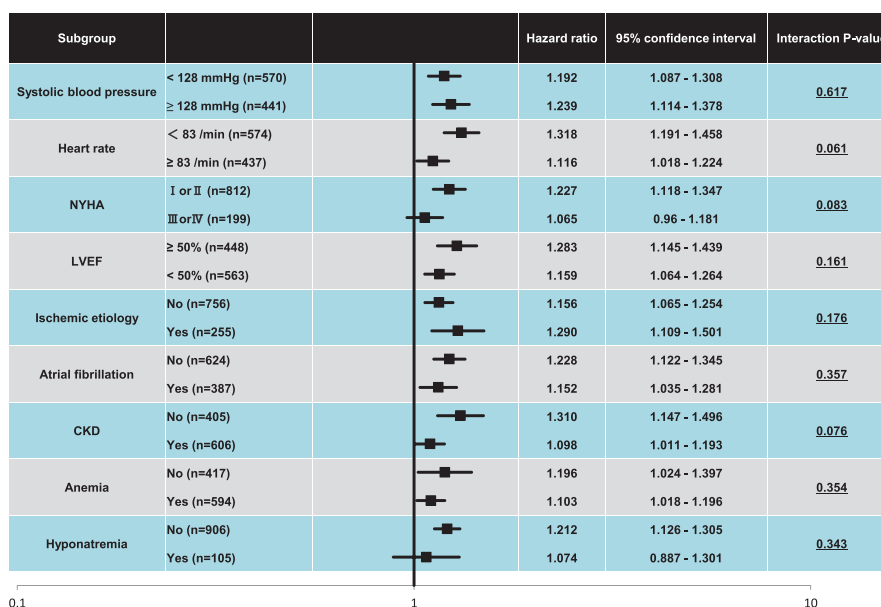 Subgroup Hazard ratio 95% confidence interval Interaction P-value
Systolic blood pressure
< 128 mmHg (n=570) 1.192 1.087 - 1.308
≥ 128 mmHg (n=441) 1.239 1.114 - 1.378
0.617
Heart rate
< 83 /min (n=574) 1.318 1.191 - 1.458
≥ 83 /min (n=437) 1.116 1.018 - 1.224
0.061
NYHA
Ⅰ or Ⅱ (n=812) 1.227 1.118 - 1.347
ⅢorⅣ (n=199) 1.065 0.96 - 1.181
0.083
LVEF
≥ 50% (n=448) 1.283 1.145 - 1.439
< 50% (n=563) 1.159 1.064 - 1.264
0.161
Ischemic etiology
No (n=756) 1.156 1.065 - 1.254
Yes (n=255) 1.290 1.109 - 1.501
0.176
Atrial fibrillation
No (n=624) 1.228 1.122 - 1.345
Yes (n=387) 1.152 1.035 - 1.281
0.357
CKD
No (n=405) 1.310 1.147 - 1.496
Yes (n=606) 1.098 1.011 - 1.193
0.076
Anemia
No (n=417) 1.196 1.024 - 1.397
Yes (n=594) 1.103 1.018 - 1.196
0.354
Hyponatremia
No (n=906) 1.212 1.126 - 1.305
Yes (n=105) 1.074 0.887 - 1.301
0.343
0.1 1 10